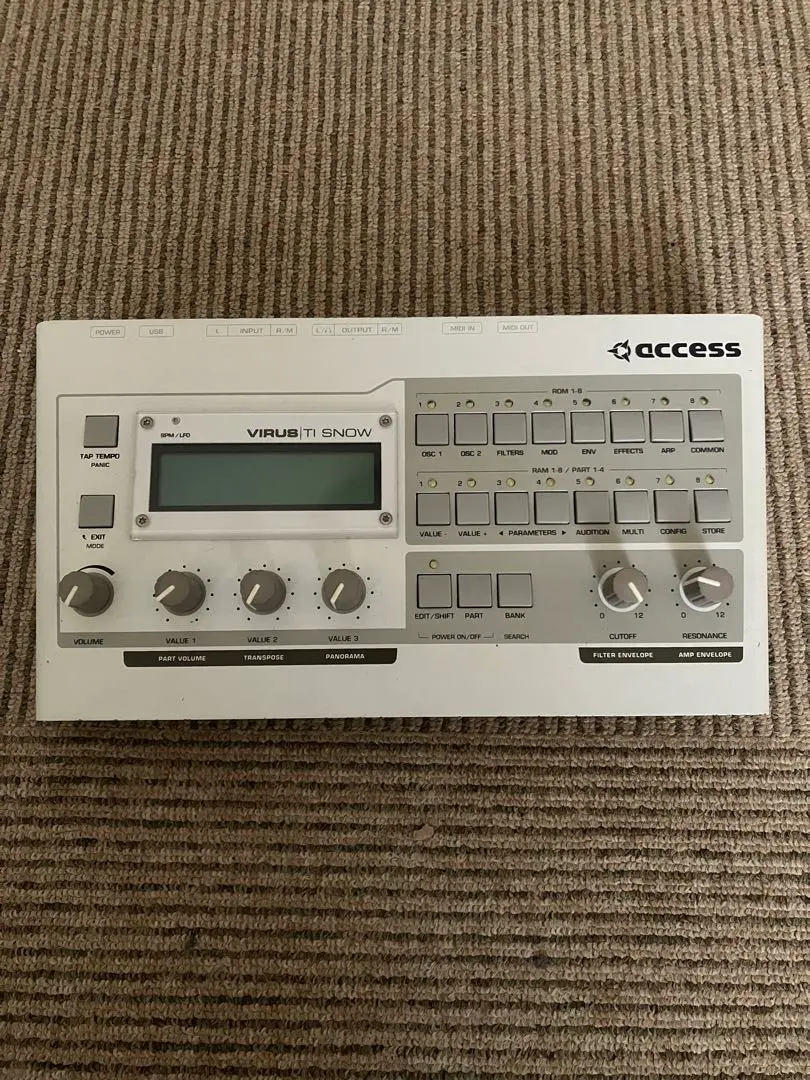 POWER USB L INPUT R/M L/🎧 OUTPUT R/M MIDI IN MIDI OUT
access
BPM/LFO VIRUS|TI SNOW
TAP TEMPO
PANIC
EXIT
MODE
ROM 1-8
1 2 3 4 5 6 7 8
OSC 1 OSC 2 FILTERS MOD ENV EFFECTS ARP COMMON
RAM 1-8 / PART 1-4
1 2 3 4 5 6 7 8
VALUE - VALUE + ◄ PARAMETERS ► AUDITION MULTI CONFIG STORE
EDIT/SHIFT PART BANK
POWER ON/OFF SEARCH
0 12 0 12
VOLUME VALUE 1 VALUE 2 VALUE 3 CUTOFF RESONANCE
PART VOLUME TRANSPOSE PANORAMA FILTER ENVELOPE AMP ENVELOPE